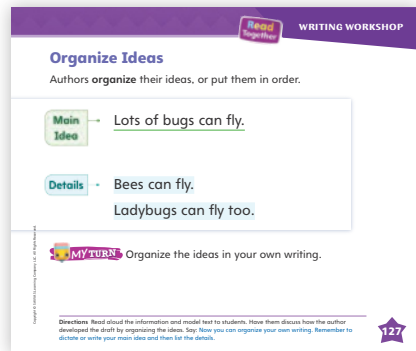 Read
Together
WRITING WORKSHOP
Organize Ideas
Authors organize their ideas, or put them in order.
Main
Idea
Lots of bugs can fly.
Details
Bees can fly.
Ladybugs can fly too.
MY TURN Organize the ideas in your own writing.
Directions Read aloud the information and model text to students. Have them discuss how the author
developed the draft by organizing the ideas. Say: Now you can organize your own writing. Remember to
dictate or write your main idea and then list the details.
127